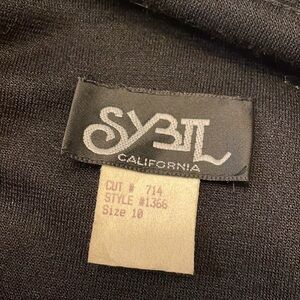 SYBIL
CALIFORNIA
CUT # 714
STYLE #1366
Size 10